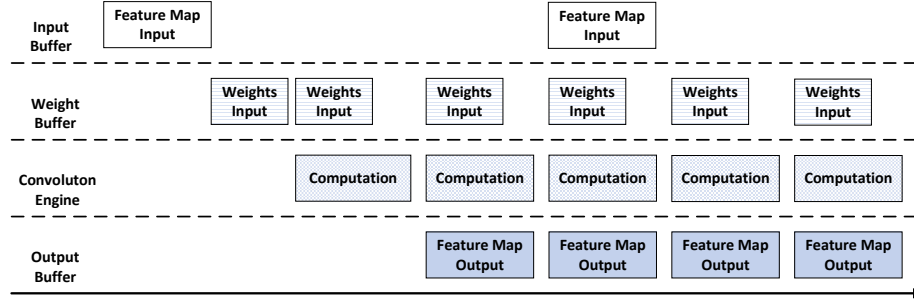 Input
Buffer
Feature Map
Input
Feature Map
Input
Weight
Buffer
Weights
Input
Weights
Input
Weights
Input
Weights
Input
Weights
Input
Weights
Input
Convoluton
Engine
Computation
Computation
Computation
Computation
Computation
Output
Buffer
Feature Map
Output
Feature Map
Output
Feature Map
Output
Feature Map
Output